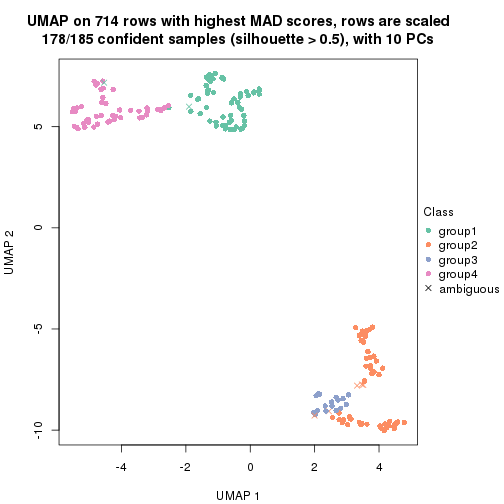 UMAP on 714 rows with highest MAD scores, rows are scaled
178/185 confident samples (silhouette > 0.5), with 10 PCs
5
0
-5
-10
UMAP 2
-4
-2
0
2
4
UMAP 1
Class
group1
group2
group3
group4
ambiguous